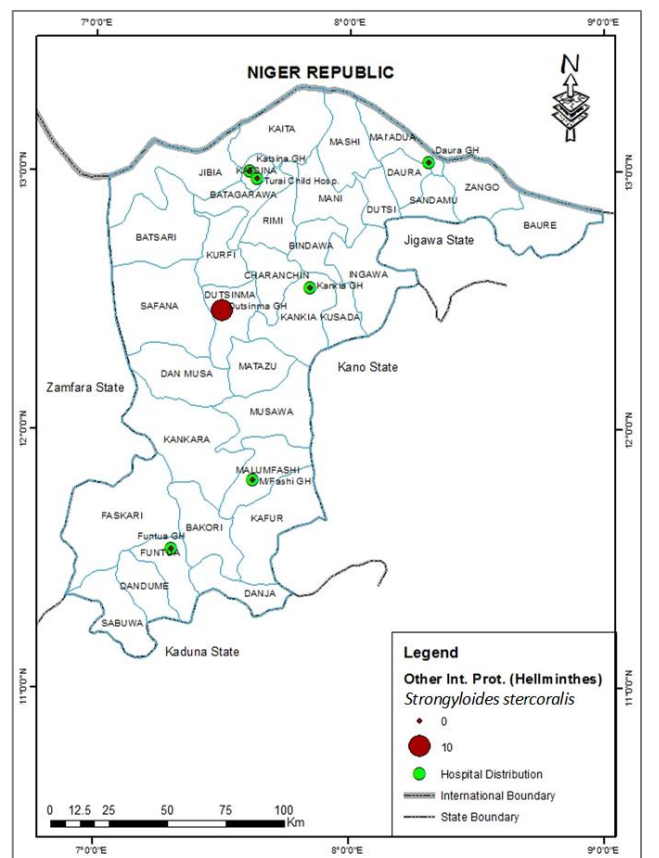 7°0'0"E 8°0'0"E 9°0'0"E
NIGER REPUBLIC
N
KAITA
MASHI
MAI'ADUA
Daura GH
13°0'0"N
Katsina GH
JIBIA
KATSINA
Turai Child Hosp.
DAURA
ZANGO
13°0'0"N
BATAGARAWA
MANI
SANDAMU
RIMI
DUTSI
BAURE
BATSARI
BINDAWA
Jigawa State
KURFI
CHARANCHIN
INGAWA
Kankia GH
DUTSINMA
SAFANA
Dutsinma GH
KANKIA KUSADA
MATAZU
Kano State
DAN MUSA
Zamfara State
MUSAWA
12°0'0"N
12°0'0"N
KANKARA
MALUMFASHI
M/Fashi GH
FASKARI
KAFUR
BAKORI
Funtua GH
FUNTUA
DANDUME
DANJA
SABUWA
Kaduna State
Legend
Other Int. Prot. (Hellminthes)
Strongyloides stercoralis
0
10
Hospital Distribution
International Boundary
State Boundary
11°0'0"N
11°0'0"N
0 12.5 25 50 75 100
Km
7°0'0"E 8°0'0"E 9°0'0"E